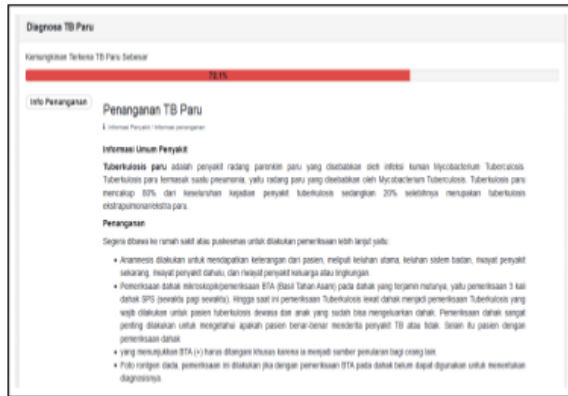 Diagnosa TB Paru
Kemungkinan Terkena TB Paru Sebesar
72,1%
Info Penanganan
Penanganan TB Paru
Informasi Penyakit / Informasi penanganan
Informasi Umum Penyakit
Tuberkulosis paru adalah penyakit radang parenkim paru yang disebabkan oleh infeksi kuman Mycobacterium Tuberculosis.
Tuberkulosis paru termasuk suatu pneumonia, yaitu radang paru yang disebabkan oleh Mycobacterium Tuberculosis. Tuberkulosis paru
mencakup 80% dari keseluruhan kejadian penyakit tuberkulosis sedangkan 20% selebihnya merupakan tuberkulosis
ekstrapulmonar/ekstra paru.
Penanganan
Segera dibawa ke rumah sakit atau puskesmas untuk dilakukan pemeriksaan lebih lanjut yaitu:
• Anamnesis dilakukan untuk mendapatkan keterangan dari pasien, meliputi keluhan utama, keluhan sistem badan, riwayat penyakit
sekarang, riwayat penyakit dahulu, dan riwayat penyakit keluarga atau lingkungan.
• Pemeriksaan dahak mikroskopik/pemeriksaan BTA (Basil Tahan Asam) pada dahak yang terjamin mutunya, yaitu pemeriksaan 3 kali
dahak SPS (sewaktu pagi sewaktu). Hingga saat ini pemeriksaan Tuberkulosis lewat dahak menjadi pemeriksaan Tuberkulosis yang
wajib dilakukan untuk pasien tuberkulosis dewasa dan anak yang sudah bisa mengeluarkan dahak. Pemeriksaan dahak sangat
penting dilakukan untuk mengetahui apakah pasien benar-benar menderita penyakit TB atau tidak. Selain itu pasien dengan
pemeriksaan dahak
• yang menunjukkan BTA (+) harus ditangani khusus karena ia menjadi sumber penularan bagi orang lain.
• Foto rontgen dada, pemeriksaan ini dilakukan jika dengan pemeriksaan BTA pada dahak belum dapat digunakan untuk menentukan
diagnosisnya.